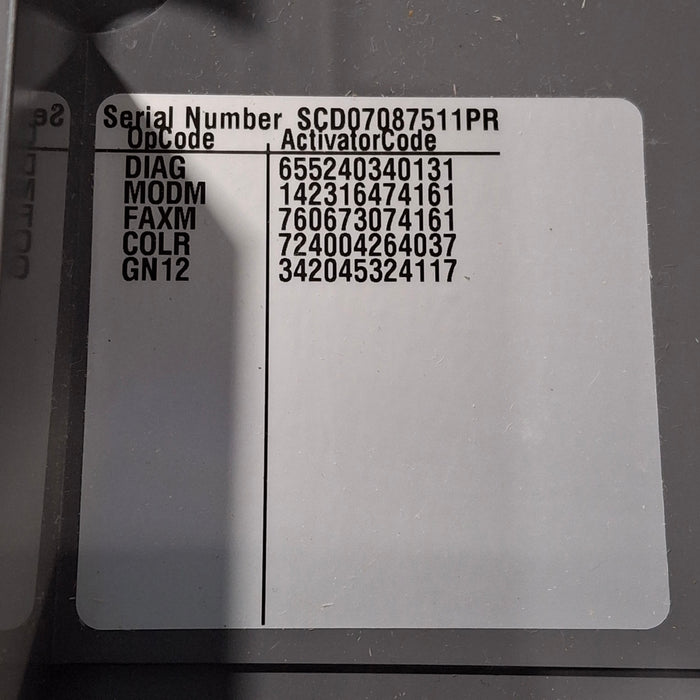 Serial Number SCD07087511PR
OpCode ActivatorCode
DIAG 655240340131
MODM 142316474161
FAXM 760673074161
COLR 724004264037
GN12 342045324117